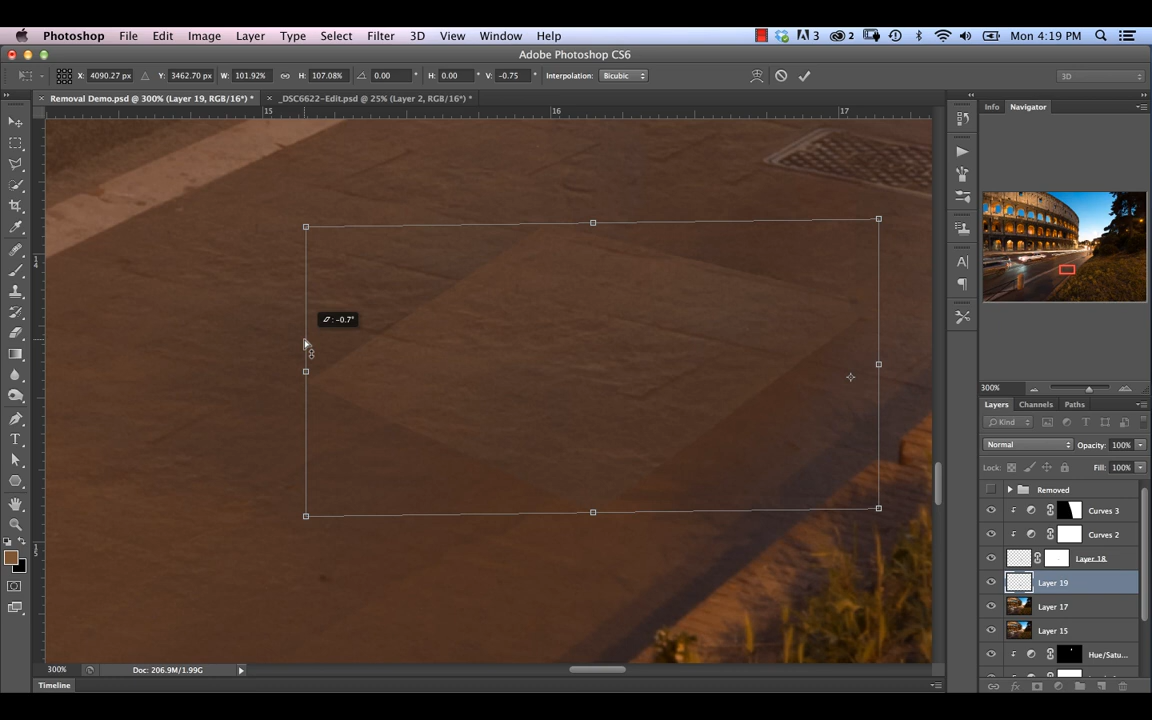 Photoshop File Edit Image Layer Type Select Filter 3D View Window Help 3 2 Mon 4:19 PM
Adobe Photoshop CS6
X: 4090.27 px Y: 3462.70 px W: 101.92% H: 107.08% 0.00 ° H: 0.00 ° V: -0.75 ° Interpolation: Bicubic 3D
× Removal Demo.psd @ 300% (Layer 19, RGB/16*) * × _DSC6622-Edit.psd @ 25% (Layer 2, RGB/16*) *
Info Navigator
15 16 17
14
: -0.7°
15
300%
Layers Channels Paths
Kind
Normal Opacity: 100%
Lock: Fill: 100%
Removed
Curves 3
Curves 2
Layer 18
Layer 19
Layer 17
Layer 15
Hue/Satu...
300% Doc: 206.9M/1.99G
Timeline